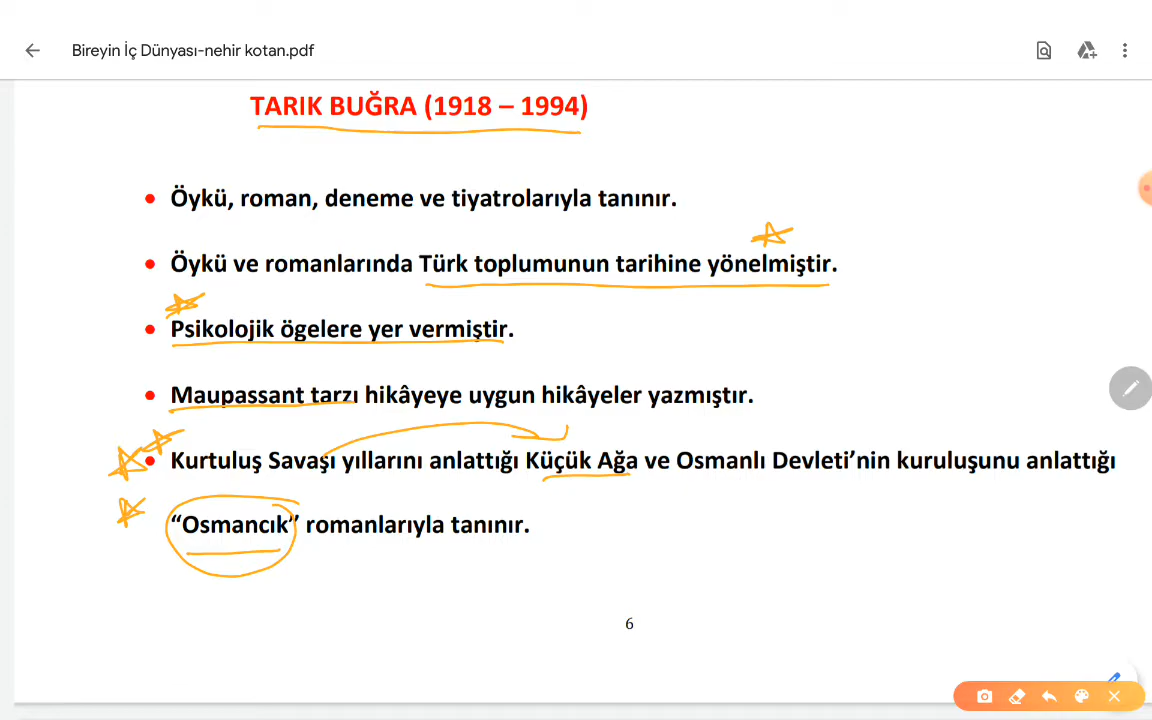 Bireyin İç Dünyası-nehir kotan.pdf
TARIK BUĞRA (1918 – 1994)
• Öykü, roman, deneme ve tiyatrolarıyla tanınır.
• Öykü ve romanlarında Türk toplumunun tarihine yönelmiştir.
• Psikolojik ögelere yer vermiştir.
• Maupassant tarzı hikâyeye uygun hikâyeler yazmıştır.
• Kurtuluş Savaşı yıllarını anlattığı Küçük Ağa ve Osmanlı Devleti’nin kuruluşunu anlattığı
“Osmancık” romanlarıyla tanınır.
6